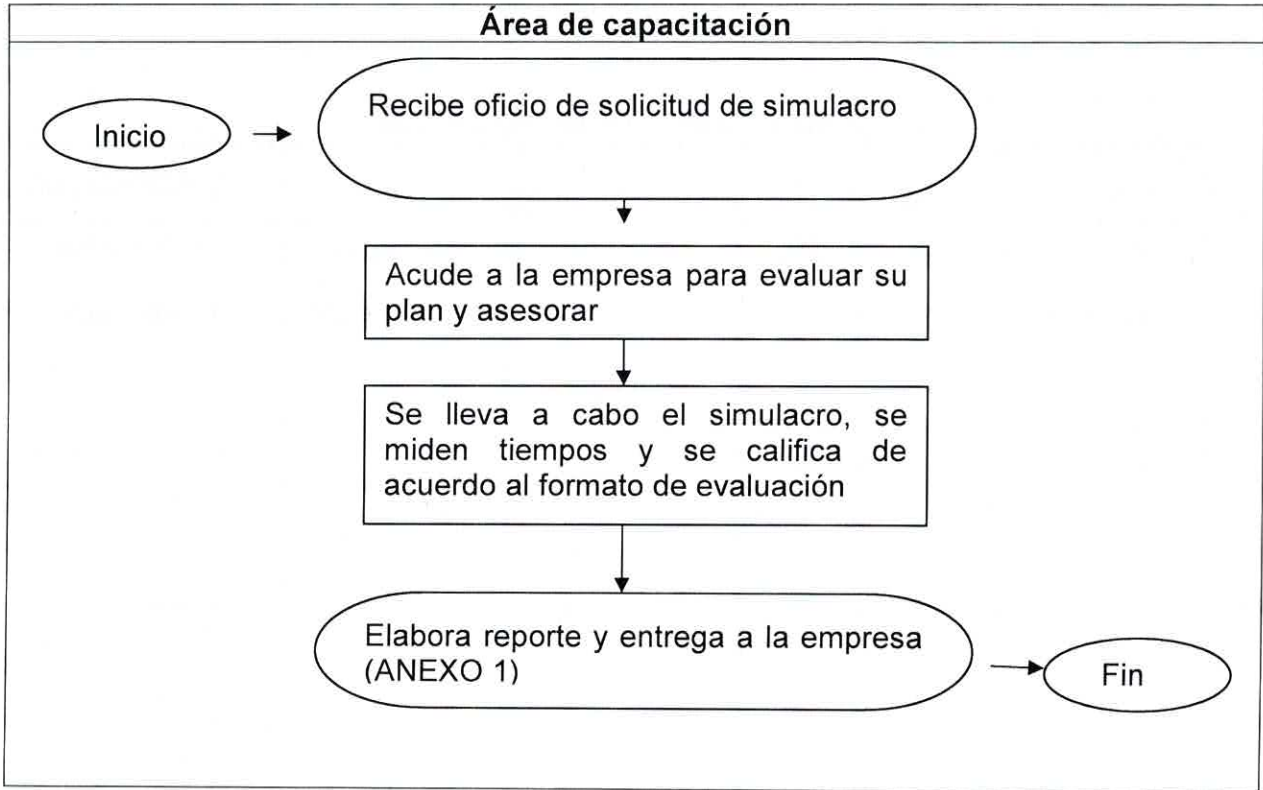 Área de capacitación
Inicio
Recibe oficio de solicitud de simulacro
Acude a la empresa para evaluar su
plan y asesorar
Se lleva a cabo el simulacro, se
miden tiempos y se califica de
acuerdo al formato de evaluación
Elabora reporte y entrega a la empresa
(ANEXO 1)
Fin